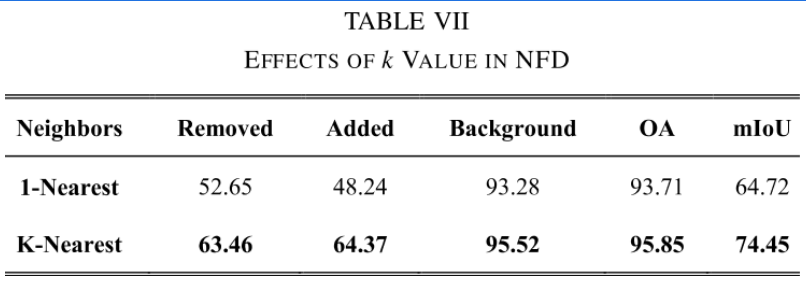 TABLE VII
EFFECTS OF k VALUE IN NFD
Neighbors Removed Added Background OA mIoU
1-Nearest 52.65 48.24 93.28 93.71 64.72
K-Nearest 63.46 64.37 95.52 95.85 74.45